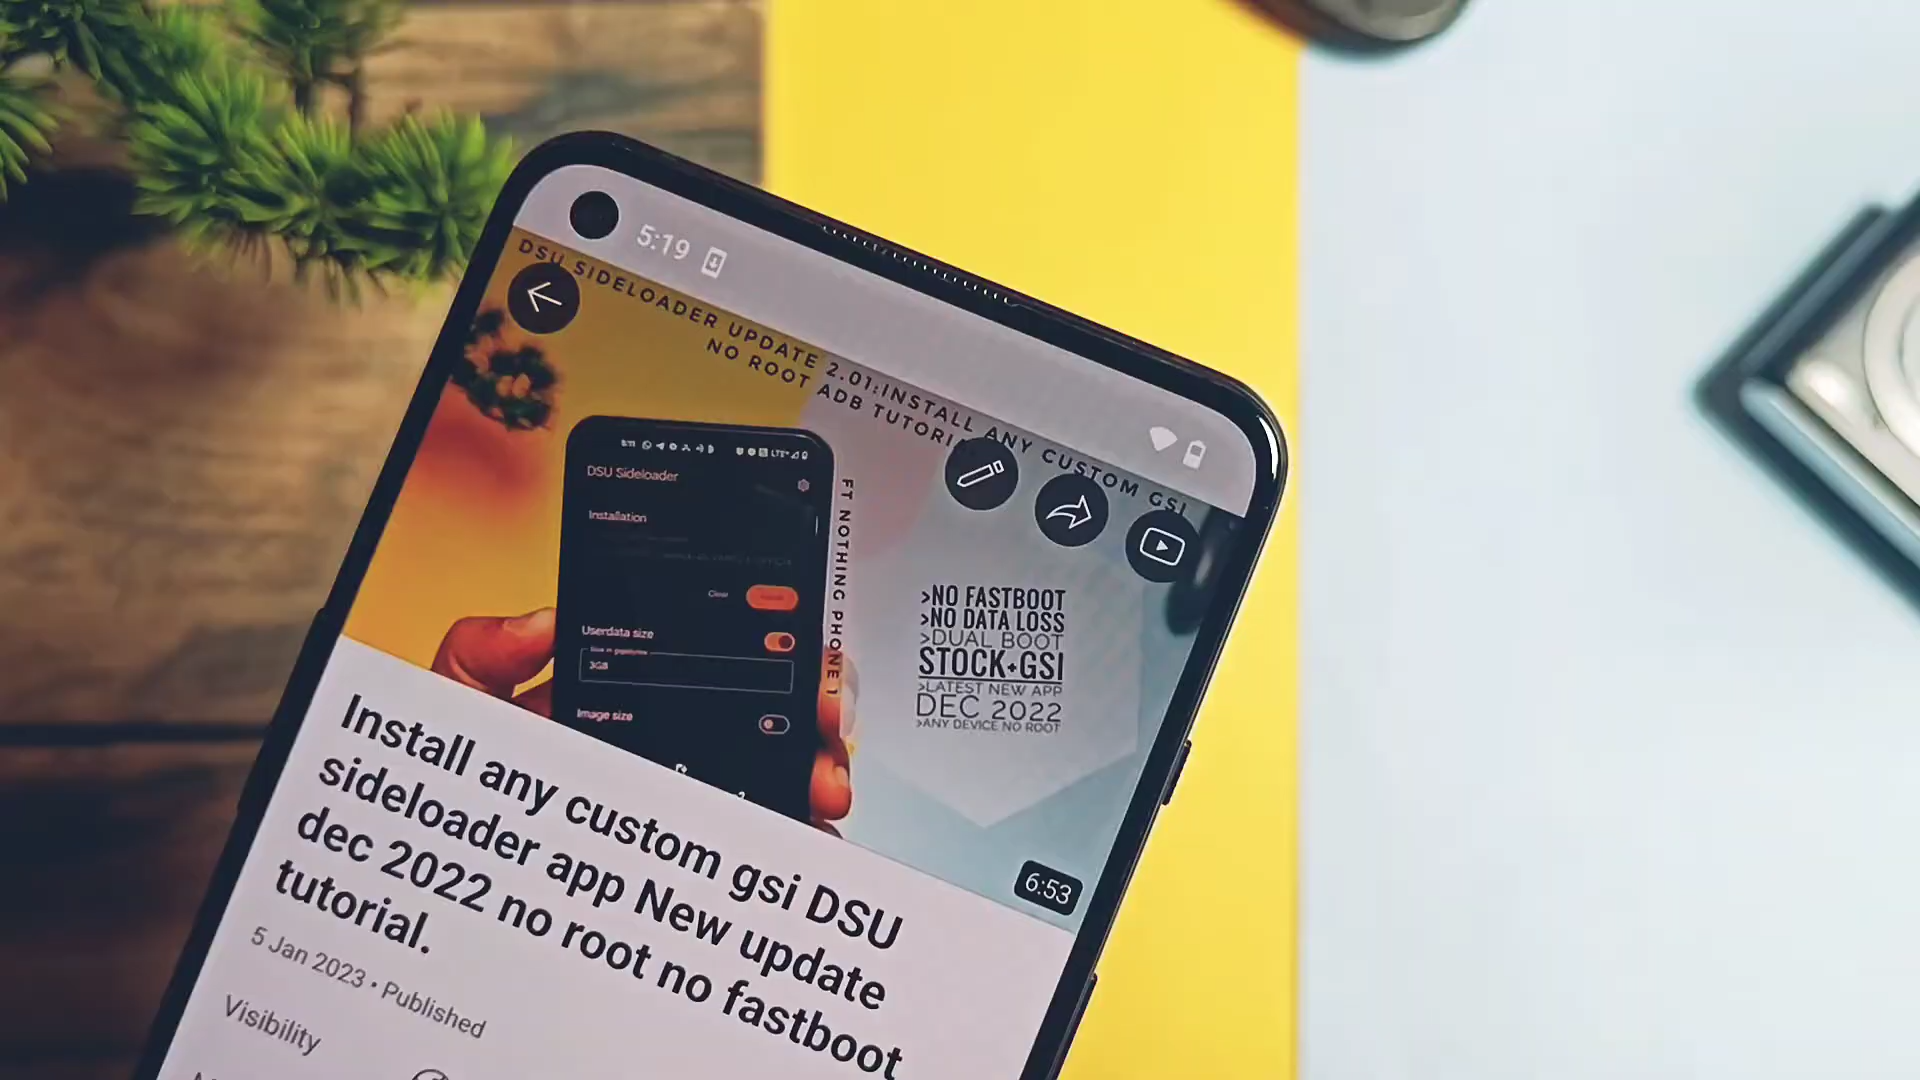 5:19
DSU SIDELOADER UPDATE 2.01:INSTALL ANY CUSTOM GSI
NO ROOT ADB TUTORI
DSU Sideloader
Installation
Clear
Userdata size
3GB
Image size
FT NOTHING PHONE 1
>NO FASTBOOT
>NO DATA LOSS
>DUAL BOOT
STOCK+GSI
>LATEST NEW APP
DEC 2022
>ANY DEVICE NO ROOT
6:53
Install any custom gsi DSU
sideloader app New update
dec 2022 no root no fastboot
tutorial.
5 Jan 2023 • Published
Visibility